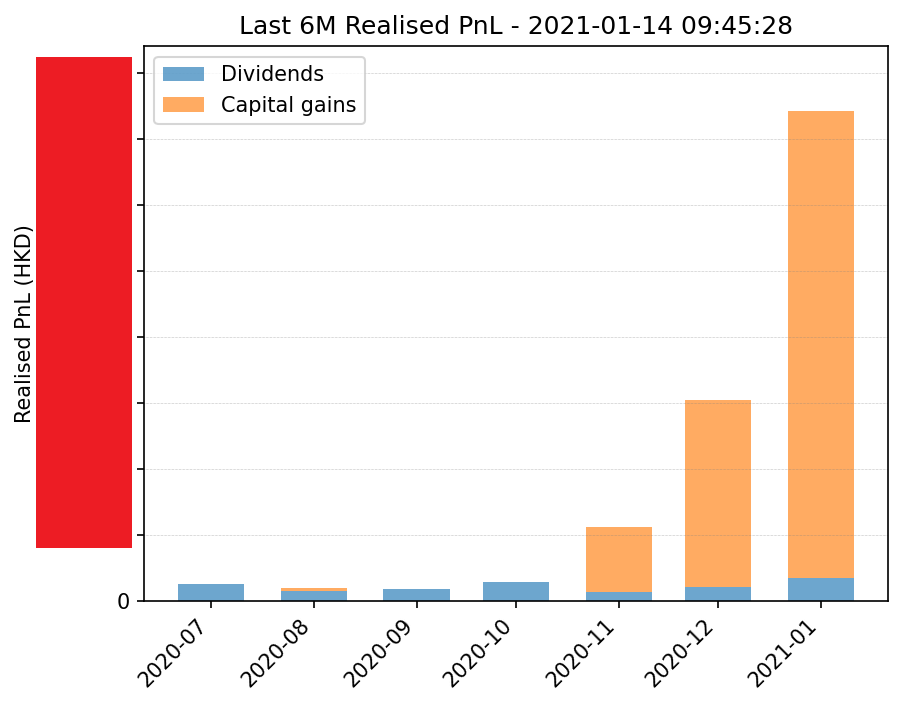 Last 6M Realised PnL - 2021-01-14 09:45:28
Dividends
Capital gains
Realised PnL (HKD)
0
2020-07
2020-08
2020-09
2020-10
2020-11
2020-12
2021-01